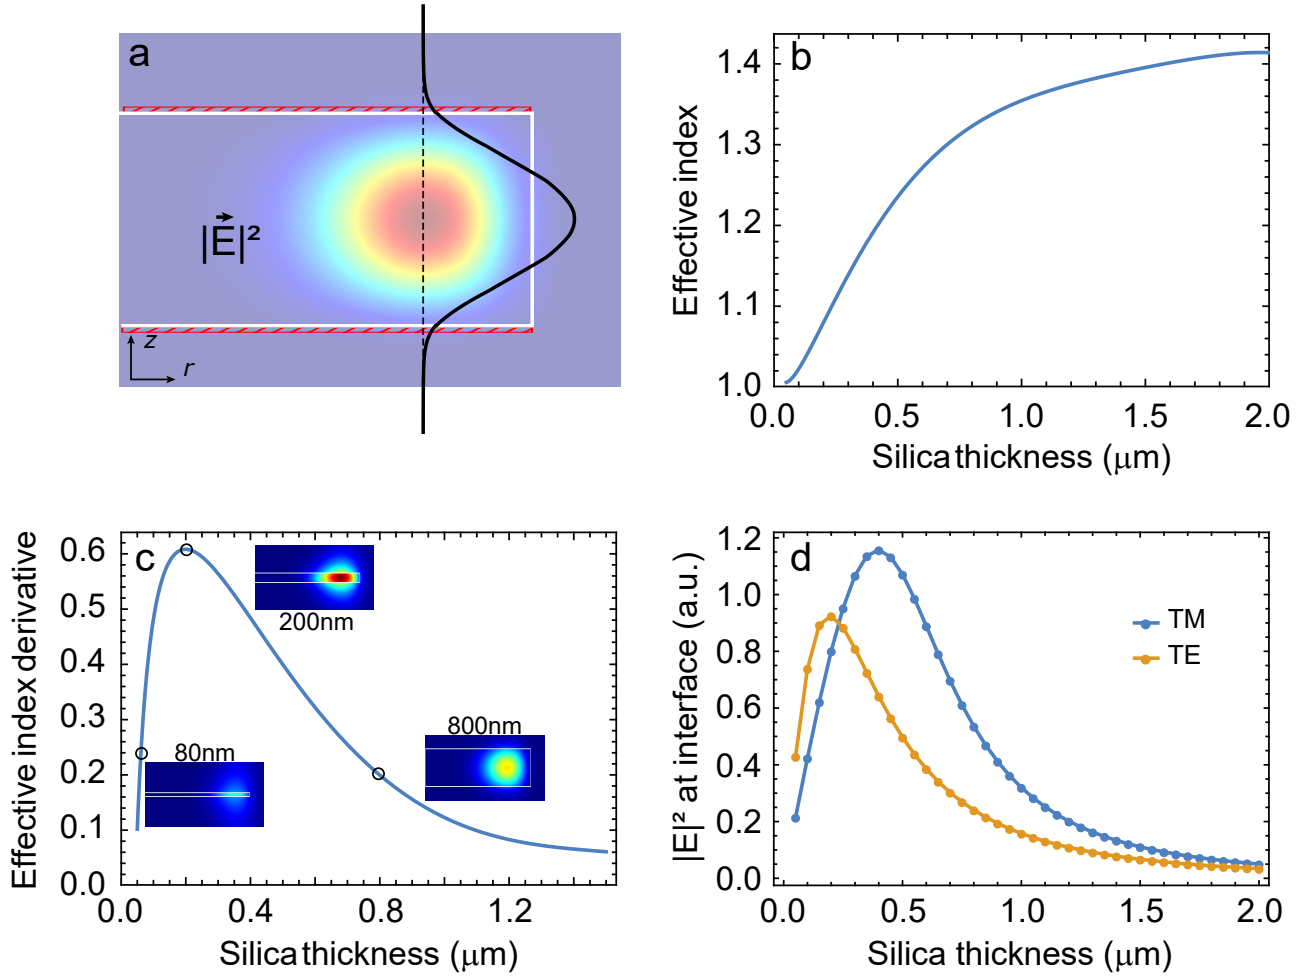 a
|E⃗|²
z
r
b
Effective index
1.4
1.3
1.2
1.1
1.0
0.0 0.5 1.0 1.5 2.0
Silica thickness (μm)
c
Effective index derivative
0.6
0.5
0.4
0.3
0.2
0.1
0.0
200nm
80nm
800nm
0.0 0.4 0.8 1.2
Silica thickness (μm)
d
|E|² at interface (a.u.)
1.2
1.0
0.8
0.6
0.4
0.2
0.0
TM
TE
0.0 0.5 1.0 1.5 2.0
Silica thickness (μm)